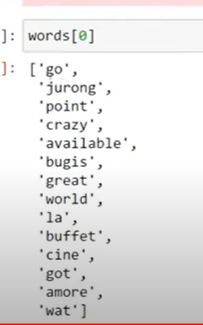 ]: words[0]
]: ['go',
'jurong',
'point',
'crazy',
'available',
'bugis',
'great',
'world',
'la',
'buffet',
'cine',
'got',
'amore',
'wat']